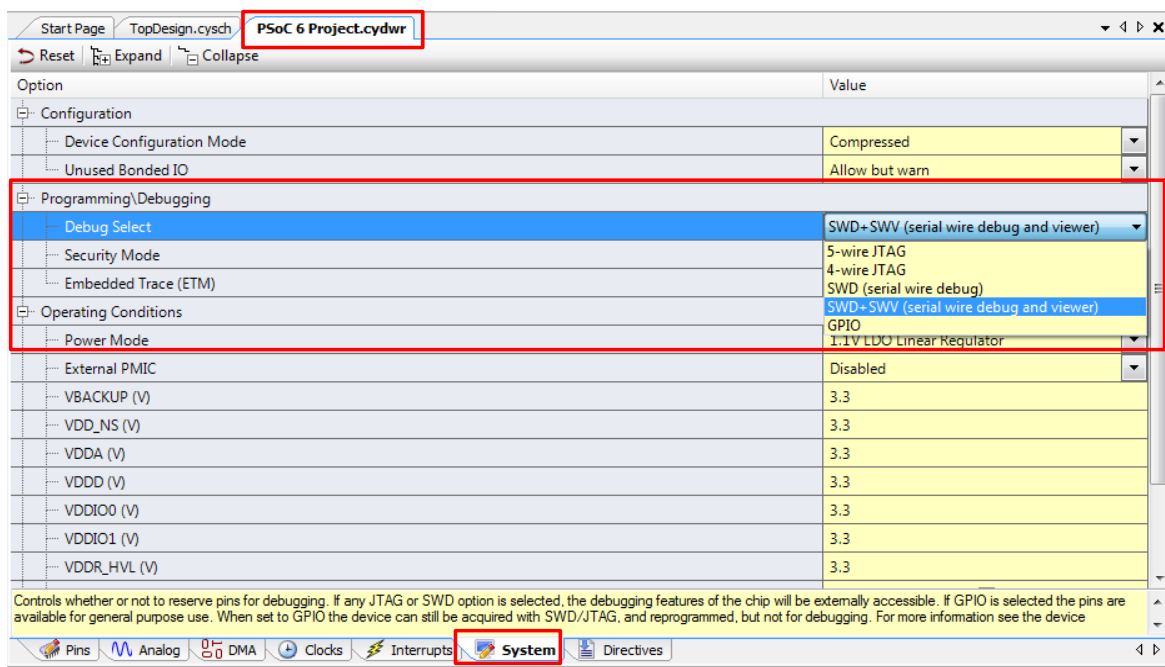 Start Page TopDesign.cysch PSoC 6 Project.cydwr
Reset Expand Collapse
Option Value
Configuration
Device Configuration Mode Compressed
Unused Bonded IO Allow but warn
Programming\Debugging
Debug Select SWD+SWV (serial wire debug and viewer)
Security Mode 5-wire JTAG
4-wire JTAG
Embedded Trace (ETM) SWD (serial wire debug)
SWD+SWV (serial wire debug and viewer)
Operating Conditions GPIO
Power Mode 1.1V LDO Linear Regulator
External PMIC Disabled
VBACKUP (V) 3.3
VDD_NS (V) 3.3
VDDA (V) 3.3
VDDD (V) 3.3
VDDIO0 (V) 3.3
VDDIO1 (V) 3.3
VDDR_HVL (V) 3.3
Controls whether or not to reserve pins for debugging. If any JTAG or SWD option is selected, the debugging features of the chip will be externally accessible. If GPIO is selected the pins are
available for general purpose use. When set to GPIO the device can still be acquired with SWD/JTAG, and reprogrammed, but not for debugging. For more information see the device
Pins Analog DMA Clocks Interrupts System Directives